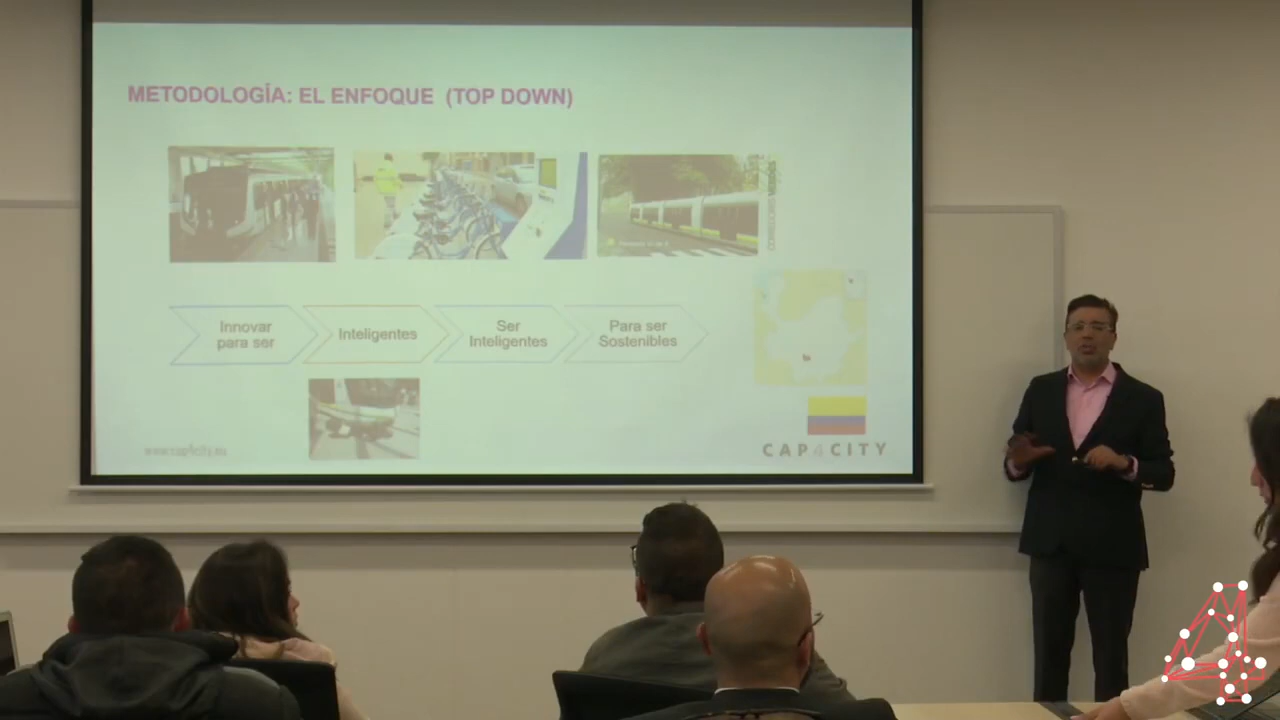 METODOLOGÍA: EL ENFOQUE (TOP DOWN)
Innovar
para ser
Inteligentes
Ser
Inteligentes
Para ser
Sostenibles
www.cap4city.eu
CAP4CITY